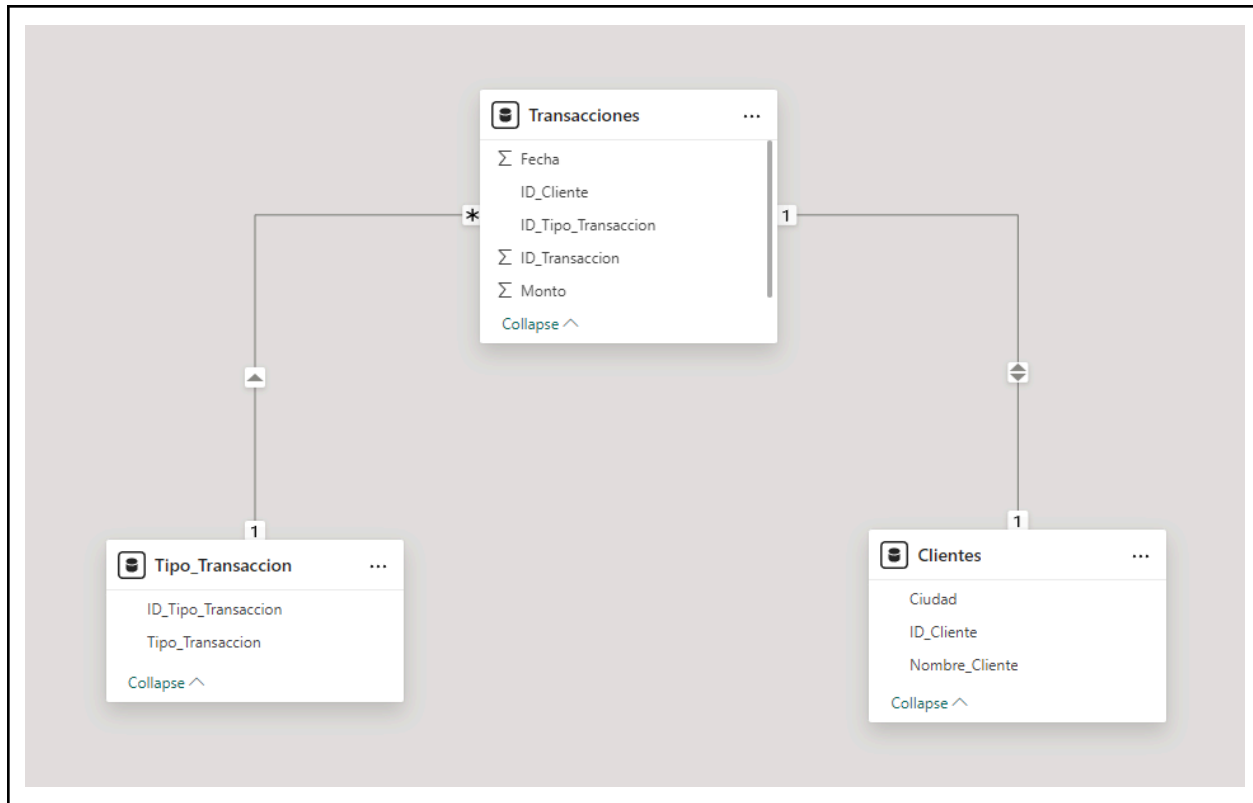 Transacciones ...
Σ Fecha
ID_Cliente
ID_Tipo_Transaccion
Σ ID_Transaccion
Σ Monto
Collapse
*
1
1
1
Tipo_Transaccion ...
ID_Tipo_Transaccion
Tipo_Transaccion
Collapse
Clientes ...
Ciudad
ID_Cliente
Nombre_Cliente
Collapse